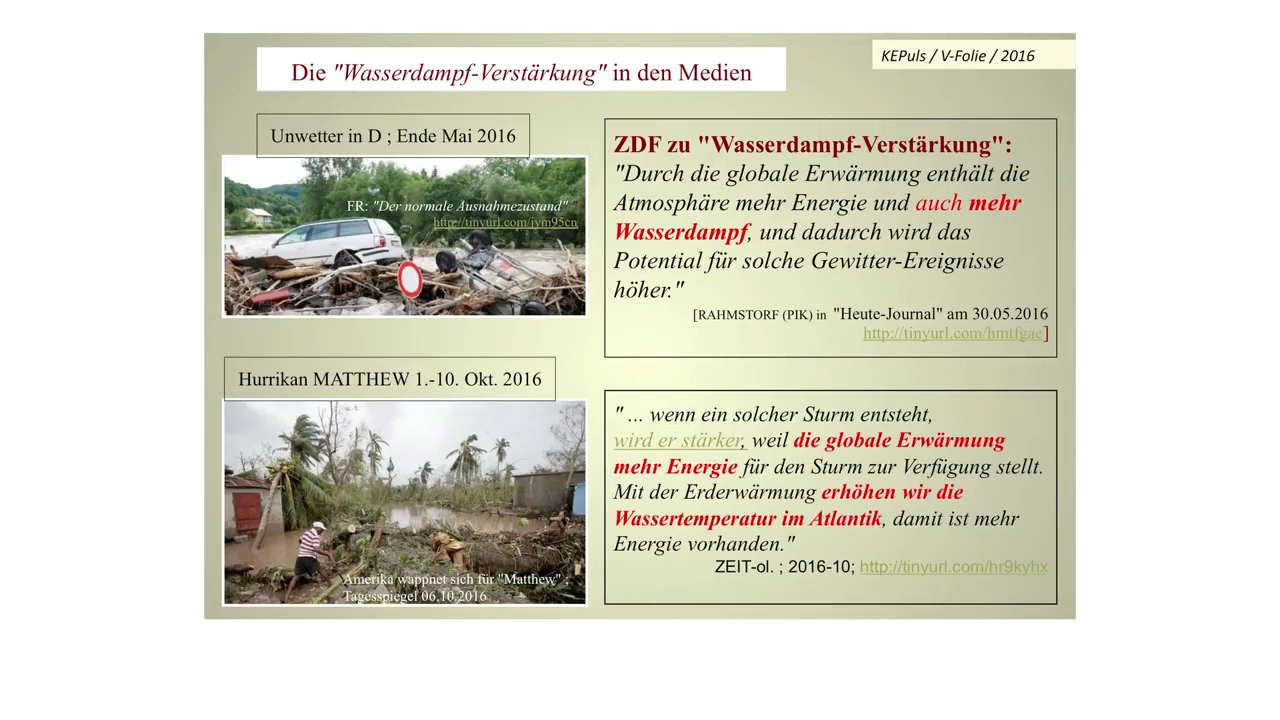 KEPuls / V-Folie / 2016
Die "Wasserdampf-Verstärkung" in den Medien
Unwetter in D ; Ende Mai 2016
FR: "Der normale Ausnahmezustand"
http://tinyurl.com/jym95cn
ZDF zu "Wasserdampf-Verstärkung":
"Durch die globale Erwärmung enthält die
Atmosphäre mehr Energie und auch mehr
Wasserdampf, und dadurch wird das
Potential für solche Gewitter-Ereignisse
höher."
[RAHMSTORF (PIK) in "Heute-Journal" am 30.05.2016
http://tinyurl.com/hmtfgae]
Hurrikan MATTHEW 1.-10. Okt. 2016
Amerika wappnet sich für "Matthew" ;
Tagesspiegel 06.10.2016
" ... wenn ein solcher Sturm entsteht,
wird er stärker, weil die globale Erwärmung
mehr Energie für den Sturm zur Verfügung stellt.
Mit der Erderwärmung erhöhen wir die
Wassertemperatur im Atlantik, damit ist mehr
Energie vorhanden."
ZEIT-ol. ; 2016-10; http://tinyurl.com/hr9kyhx